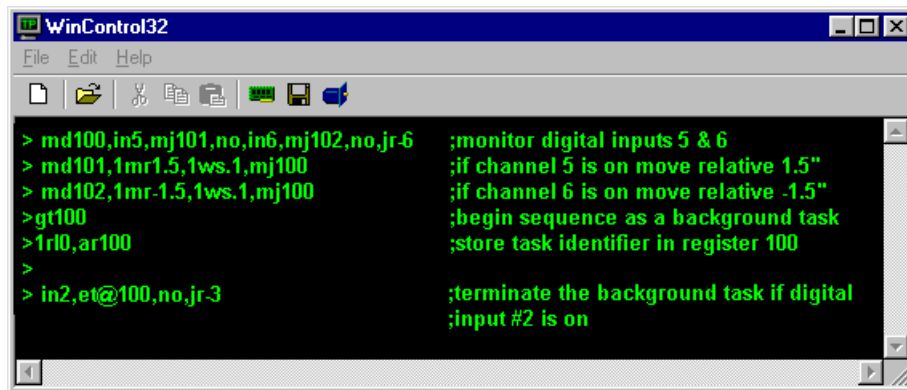 WinControl32
File Edit Help
> md100,in5,mj101,no,in6,mj102,no,jr-6 ;monitor digital inputs 5 & 6
> md101,1mr1.5,1ws.1,mj100 ;if channel 5 is on move relative 1.5"
> md102,1mr-1.5,1ws.1,mj100 ;if channel 6 is on move relative -1.5"
>gt100 ;begin sequence as a background task
>1rl0,ar100 ;store task identifier in register 100
>
> in2,et@100,no,jr-3 ;terminate the background task if digital
;input #2 is on